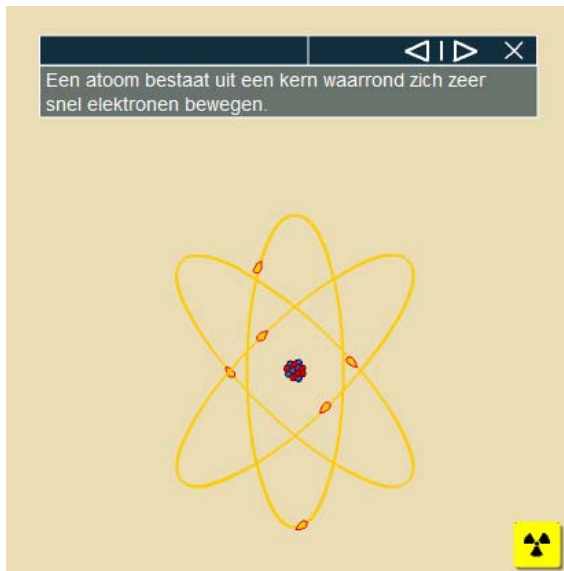 Een atoom bestaat uit een kern waarrond zich zeer
snel elektronen bewegen.